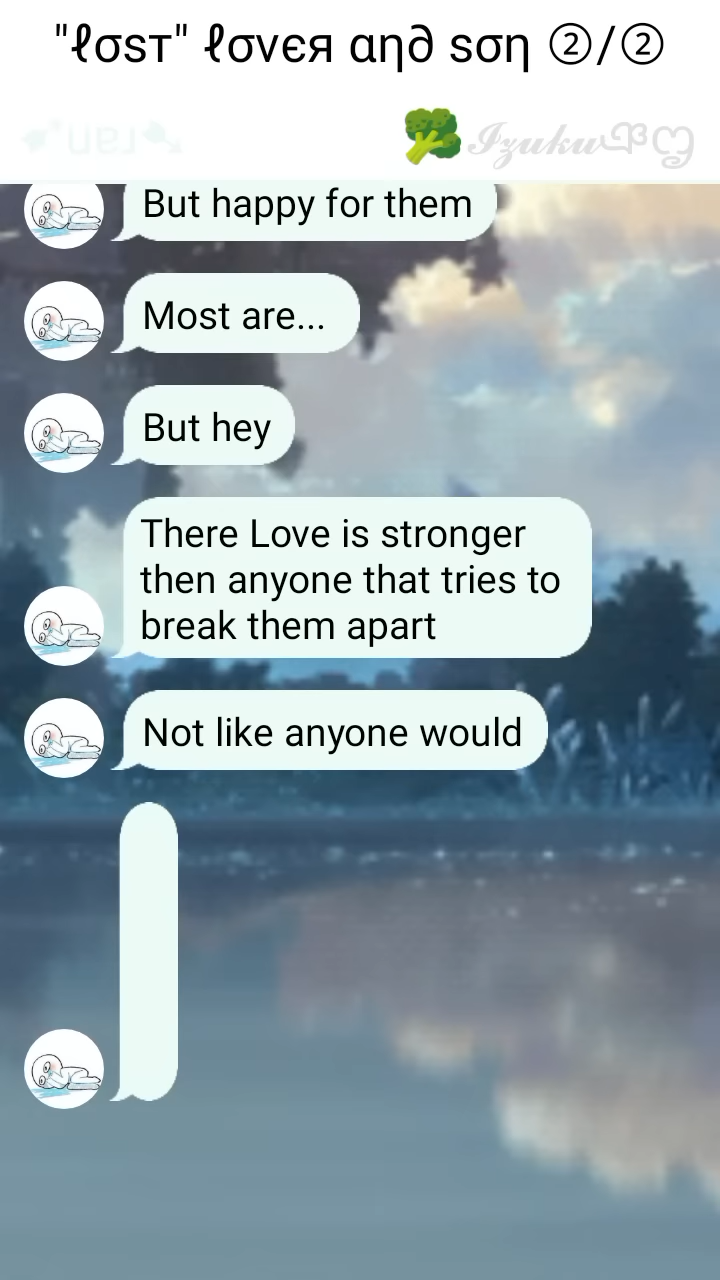 "ℓσѕт" ℓσνєя αη∂ ѕση ②/②
🥦𝓘𝔃𝓾𝓴𝓾
But happy for them
Most are...
But hey
There Love is stronger
then anyone that tries to
break them apart
Not like anyone would